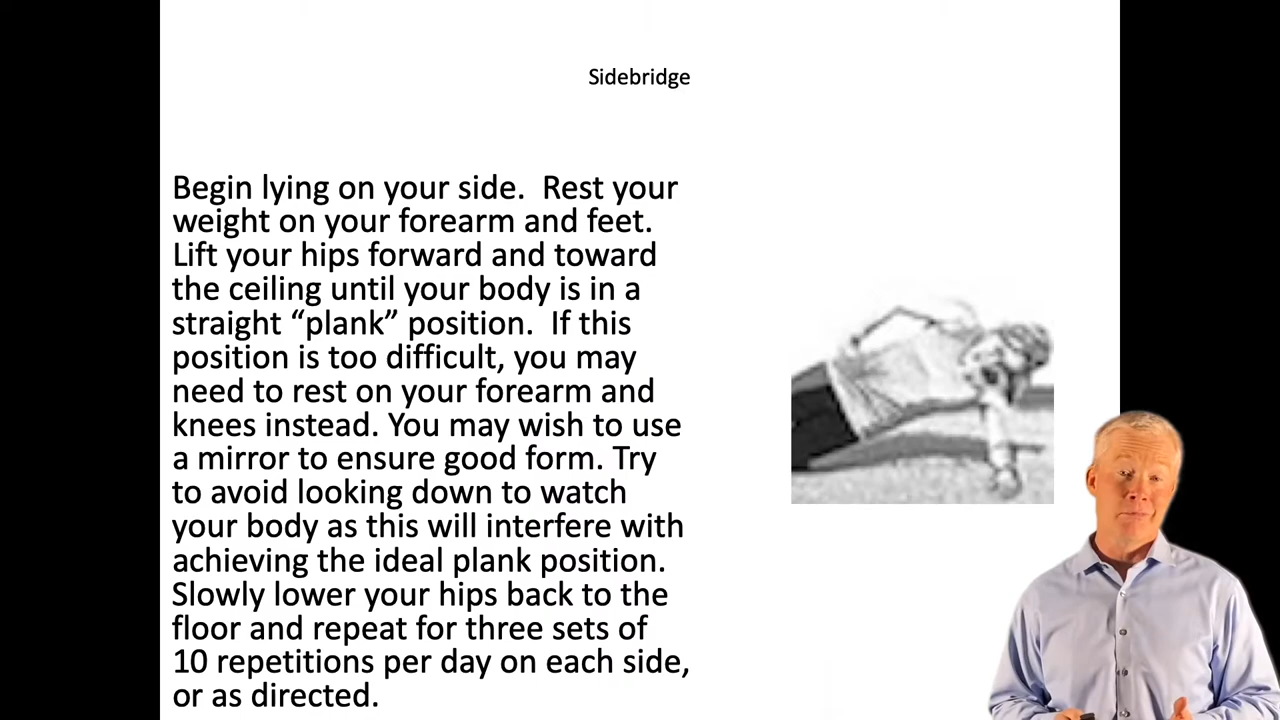 Sidebridge
Begin lying on your side.  Rest your
weight on your forearm and feet.
Lift your hips forward and toward
the ceiling until your body is in a
straight “plank” position.  If this
position is too difficult, you may
need to rest on your forearm and
knees instead. You may wish to use
a mirror to ensure good form. Try
to avoid looking down to watch
your body as this will interfere with
achieving the ideal plank position.
Slowly lower your hips back to the
floor and repeat for three sets of
10 repetitions per day on each side,
or as directed.